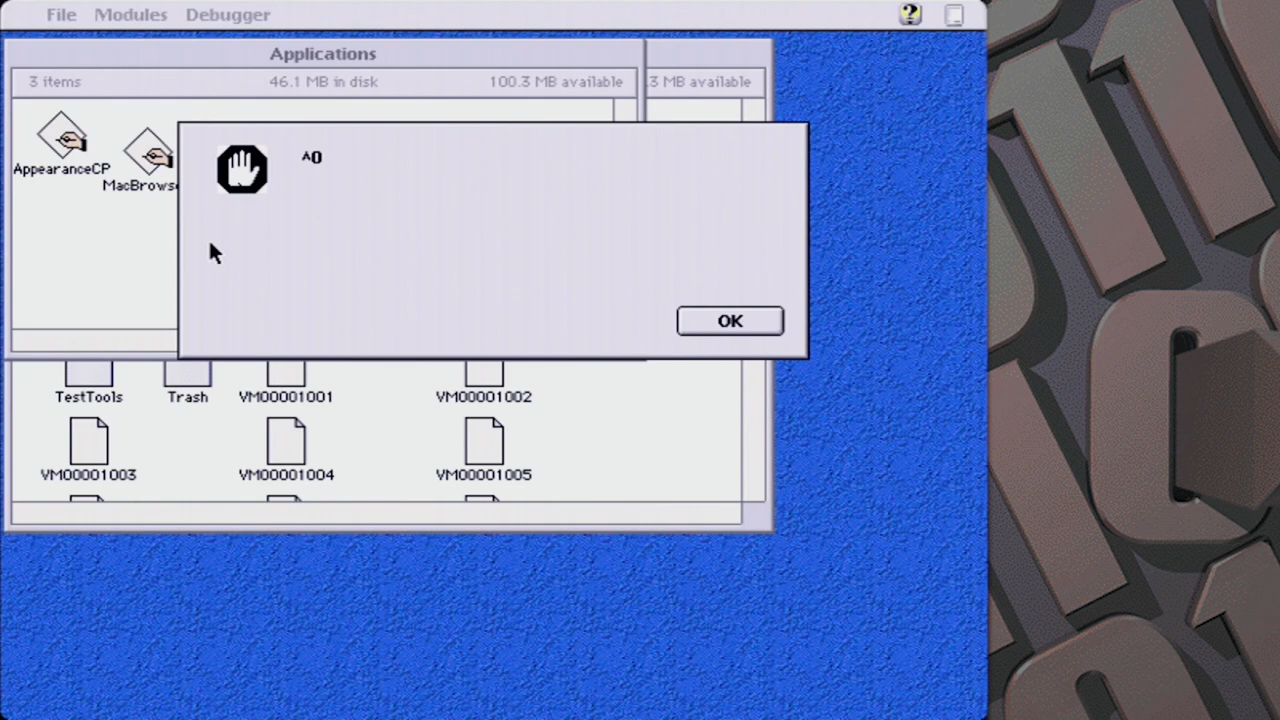 File Modules Debugger
Applications
3 items 46.1 MB in disk 100.3 MB available .3 MB available
AppearanceCP
MacBrows
^0
OK
TestTools Trash VM00001001 VM00001002
VM00001003 VM00001004 VM00001005